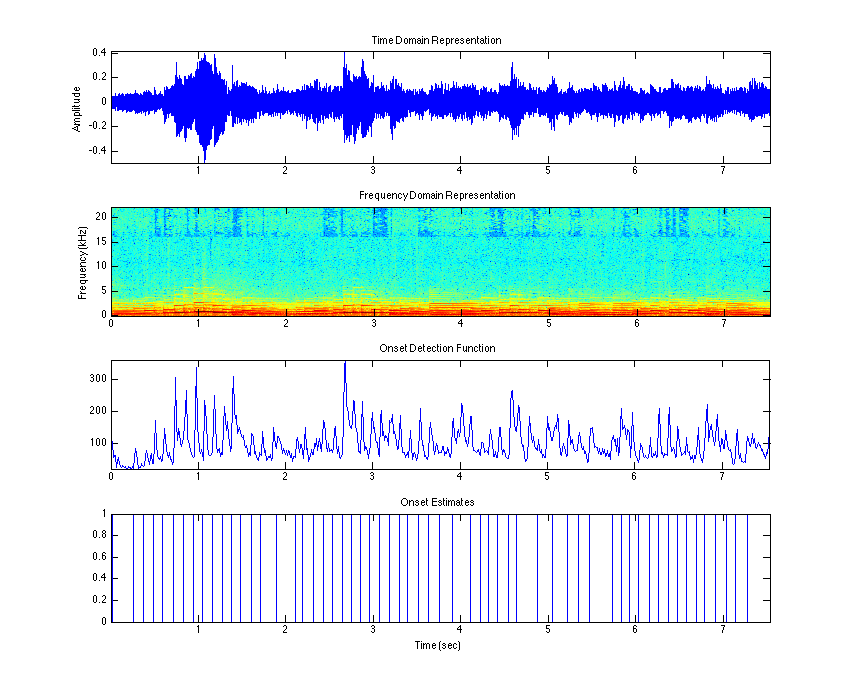 Time Domain Representation
0.4
0.2
0
-0.2
-0.4
Amplitude
1 2 3 4 5 6 7
Frequency Domain Representation
20
15
10
5
0
Frequency(kHz)
0 1 2 3 4 5 6 7
Onset Detection Function
300
200
100
0 1 2 3 4 5 6 7
Onset Estimates
1
0.8
0.6
0.4
0.2
0
0 1 2 3 4 5 6 7
Time (sec)